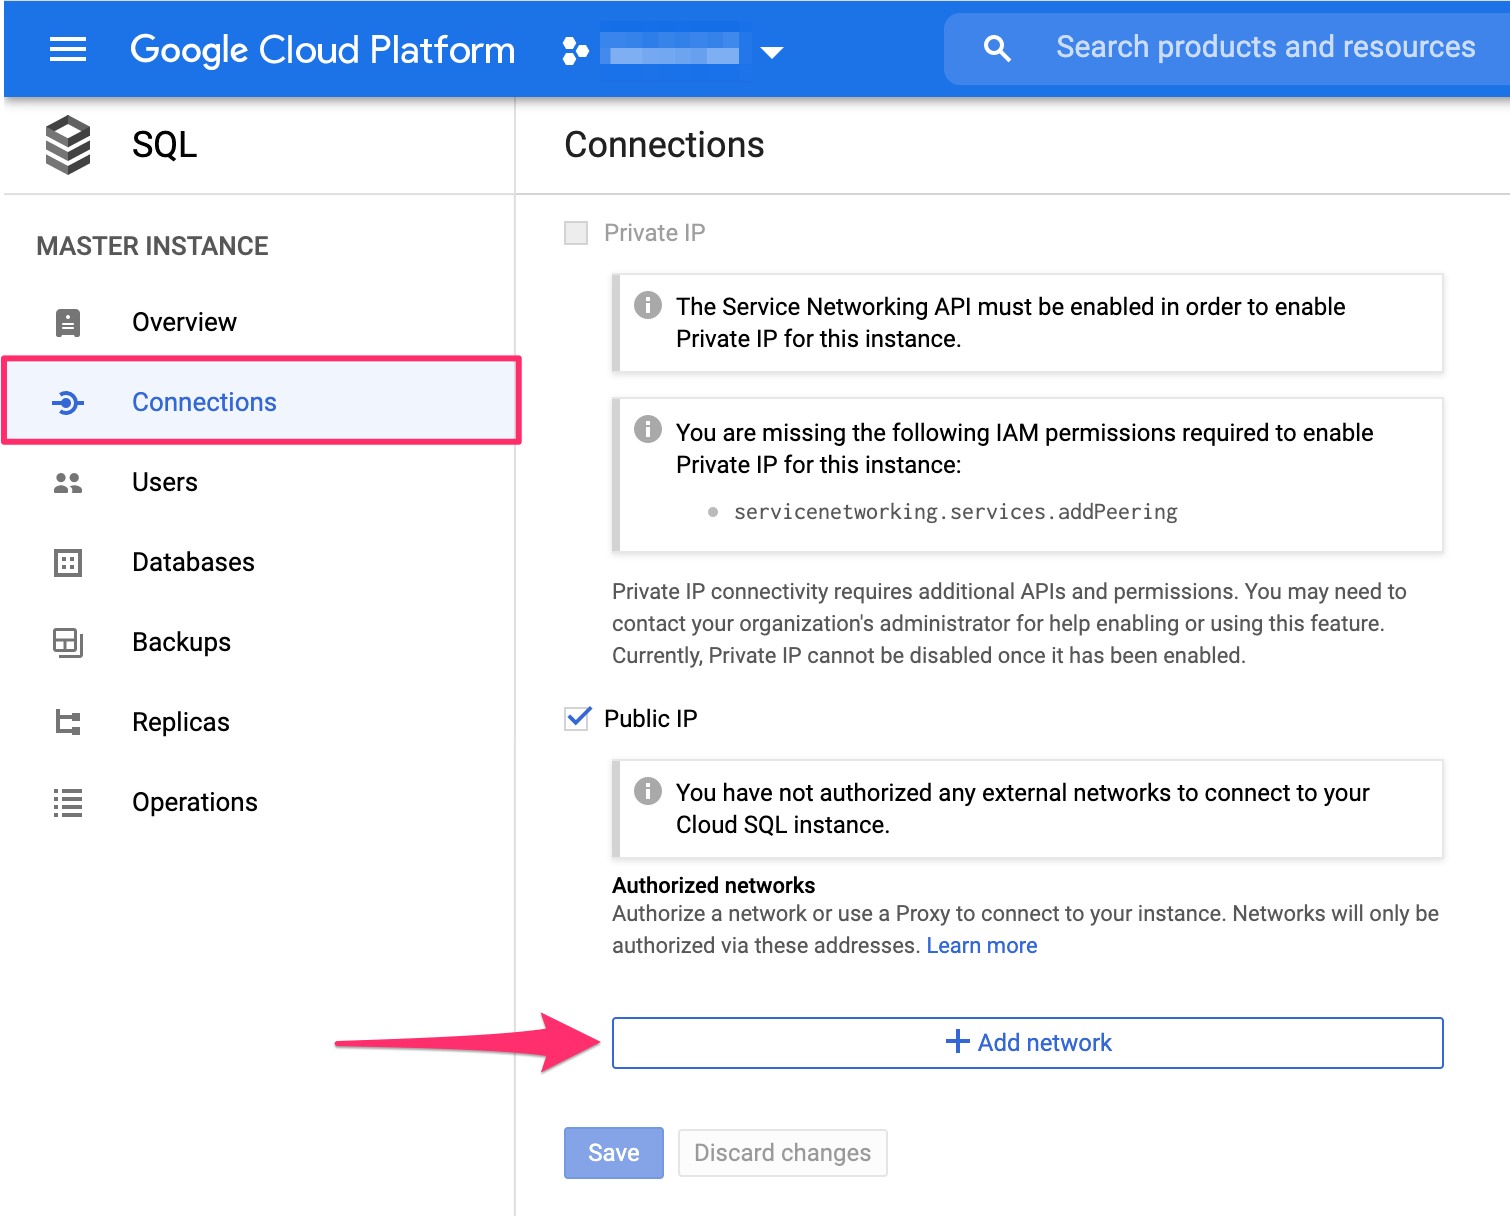 Google Cloud Platform
Search products and resources
SQL
Connections
MASTER INSTANCE
Overview
Connections
Users
Databases
Backups
Replicas
Operations
Private IP
The Service Networking API must be enabled in order to enable
Private IP for this instance.
You are missing the following IAM permissions required to enable
Private IP for this instance:
servicenetworking.services.addPeering
Private IP connectivity requires additional APIs and permissions. You may need to
contact your organization's administrator for help enabling or using this feature.
Currently, Private IP cannot be disabled once it has been enabled.
Public IP
You have not authorized any external networks to connect to your
Cloud SQL instance.
Authorized networks
Authorize a network or use a Proxy to connect to your instance. Networks will only be
authorized via these addresses. Learn more
Add network
Save
Discard changes